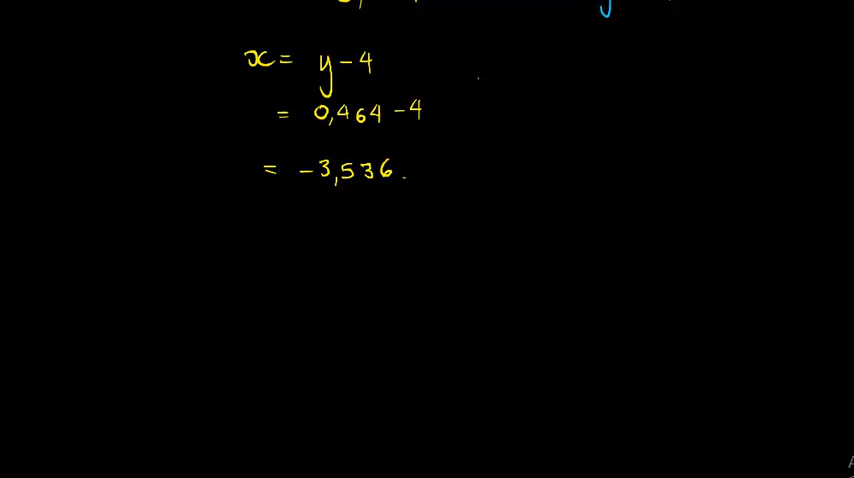 x = y - 4
= 0,464 - 4
= -3,536.